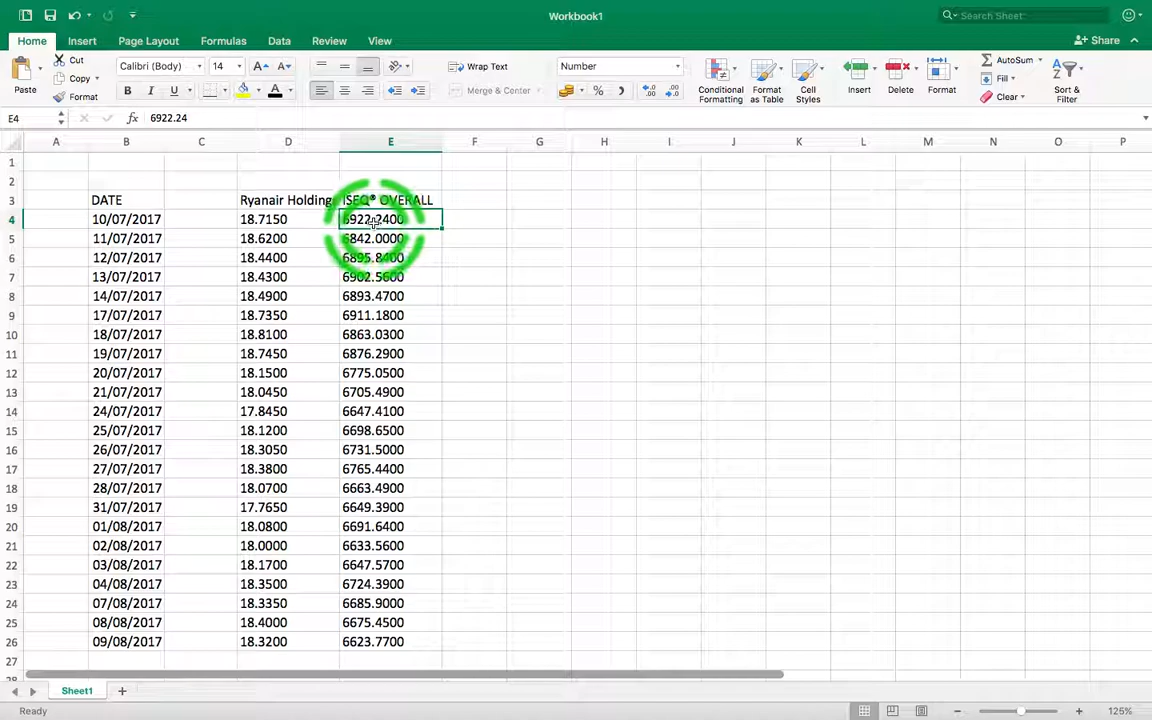 Workbook1
Search Sheet
Home Insert Page Layout Formulas Data Review View
Share
Paste
Cut
Copy
Format
Calibri (Body) 14
A A
B I U
A
Wrap Text
Merge & Center
Number
%
Conditional Formatting
Format as Table
Cell Styles
Insert
Delete
Format
AutoSum
Fill
Clear
Sort & Filter
E4 fx 6922.24
A B C D E F G H I J K L M N O P
1
2
3 DATE Ryanair Holding ISEQ® OVERALL
4 10/07/2017 18.7150 6922.2400
5 11/07/2017 18.6200 6842.0000
6 12/07/2017 18.4400 6895.8400
7 13/07/2017 18.4300 6902.5600
8 14/07/2017 18.4900 6893.4700
9 17/07/2017 18.7350 6911.1800
10 18/07/2017 18.8100 6863.0300
11 19/07/2017 18.7450 6876.2900
12 20/07/2017 18.1500 6775.0500
13 21/07/2017 18.0450 6705.4900
14 24/07/2017 17.8450 6647.4100
15 25/07/2017 18.1200 6698.6500
16 26/07/2017 18.3050 6731.5000
17 27/07/2017 18.3800 6765.4400
18 28/07/2017 18.0700 6663.4900
19 31/07/2017 17.7650 6649.3900
20 01/08/2017 18.0800 6691.6400
21 02/08/2017 18.0000 6633.5600
22 03/08/2017 18.1700 6647.5700
23 04/08/2017 18.3500 6724.3900
24 07/08/2017 18.3350 6685.9000
25 08/08/2017 18.4000 6675.4500
26 09/08/2017 18.3200 6623.7700
27
28
Sheet1
Ready
125%